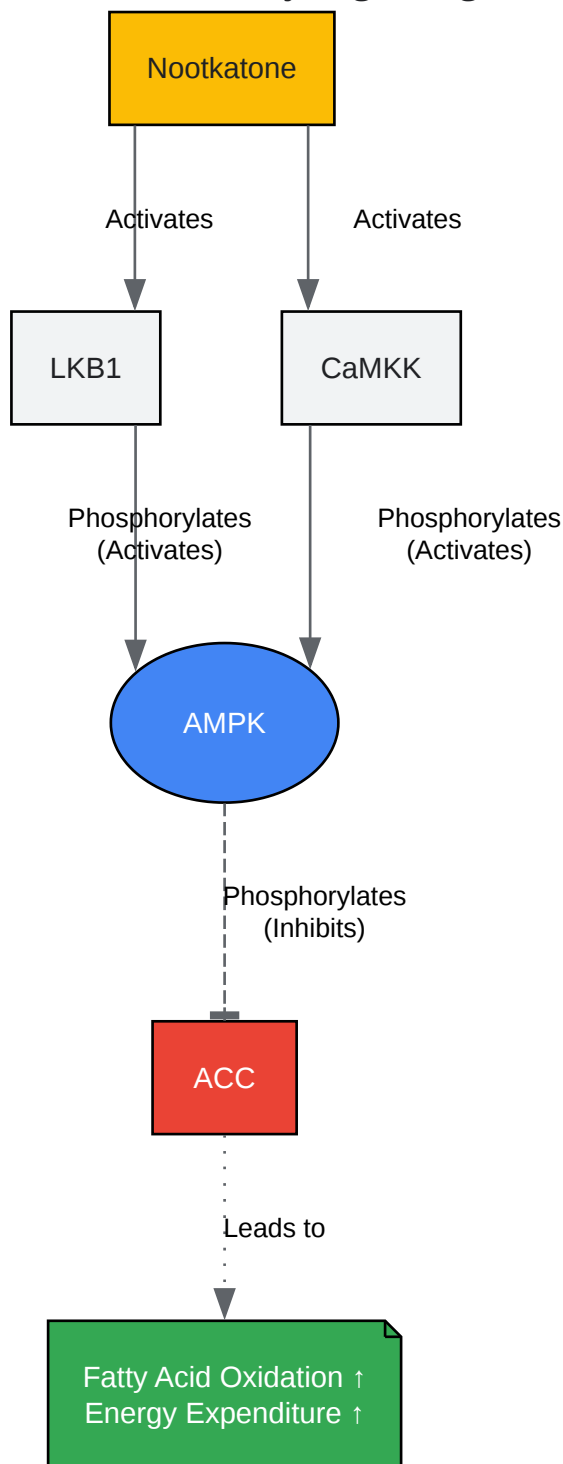 Nootkatone
Activates
Activates
LKB1
CaMKK
Phosphorylates
(Activates)
Phosphorylates
(Activates)
AMPK
Phosphorylates
(Inhibits)
ACC
Leads to
Fatty Acid Oxidation ↑
Energy Expenditure ↑